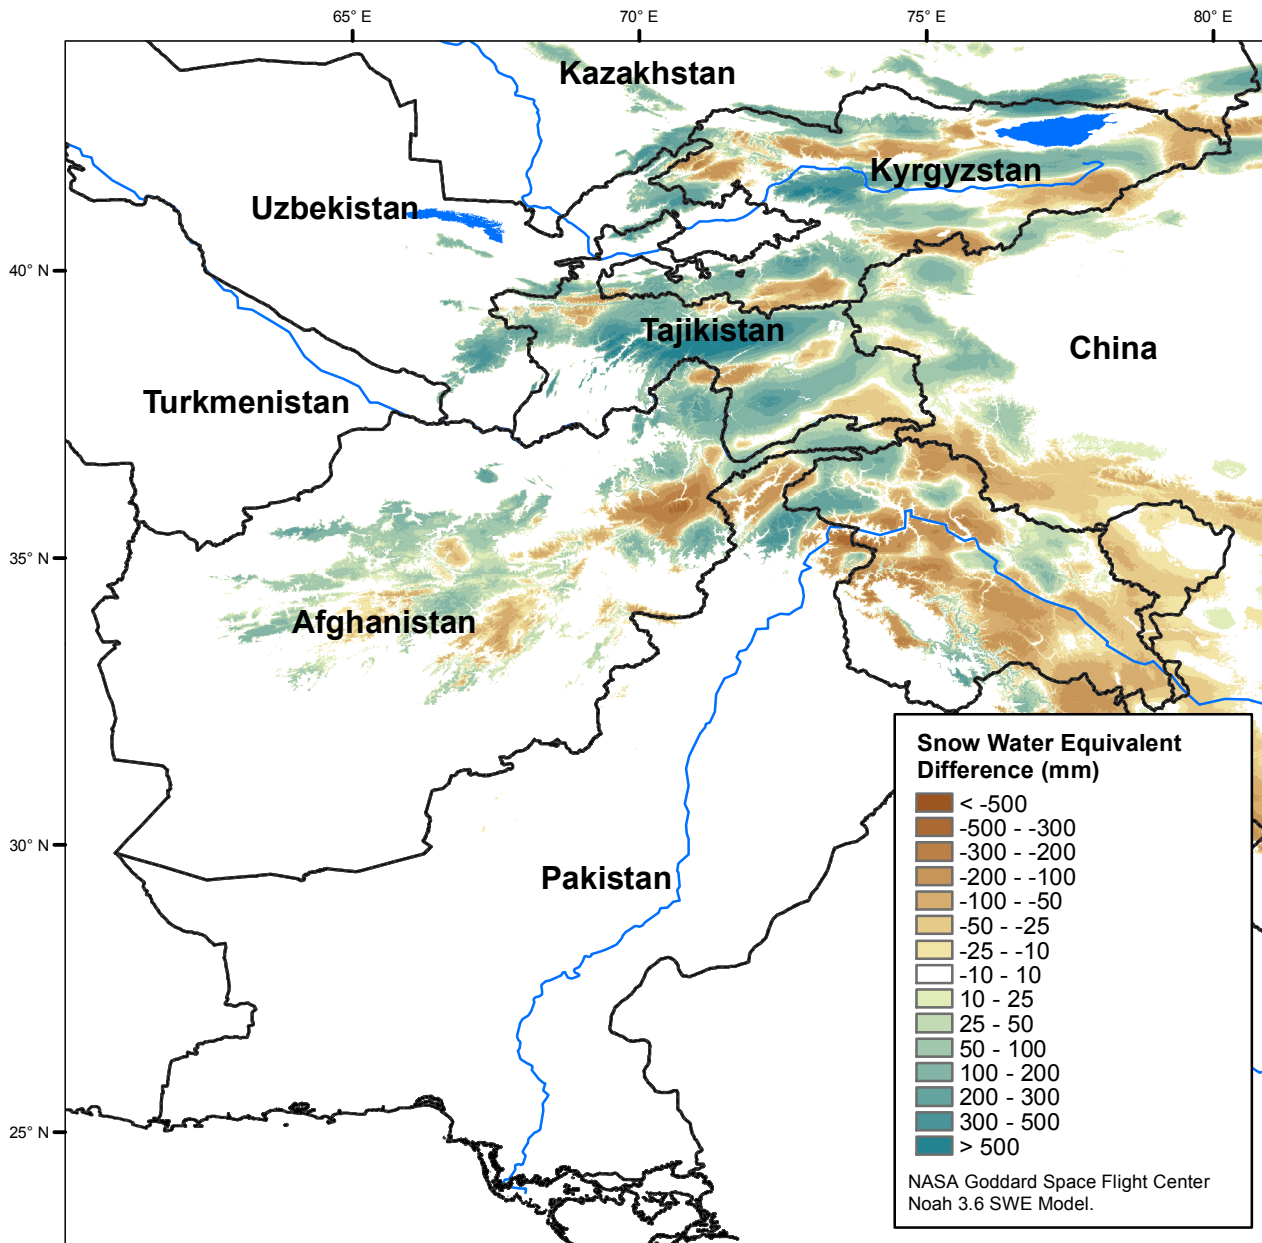 65° E
70° E
75° E
80° E
Kazakhstan
Kyrgyzstan
Uzbekistan
40° N
Tajikistan
China
Turkmenistan
35° N
Afghanistan
30° N
Pakistan
25° N
Snow Water Equivalent
Difference (mm)
< -500
-500 - -300
-300 - -200
-200 - -100
-100 - -50
-50 - -25
-25 - -10
-10 - 10
10 - 25
25 - 50
50 - 100
100 - 200
200 - 300
300 - 500
> 500
NASA Goddard Space Flight Center
Noah 3.6 SWE Model.